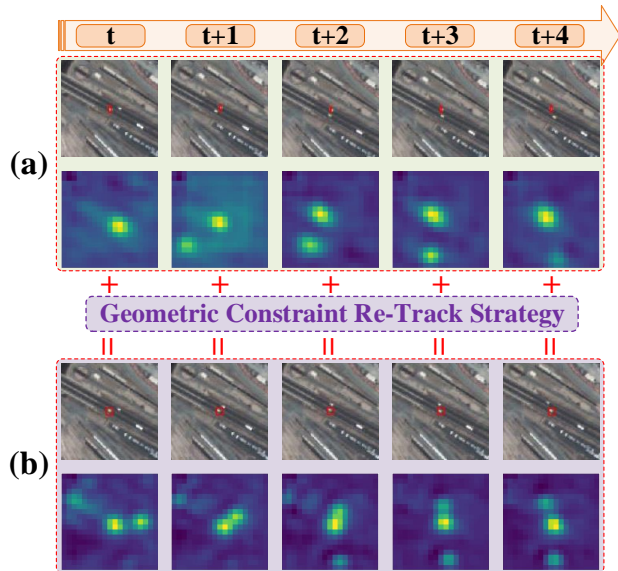 t t+1 t+2 t+3 t+4
(a)
+ + + + +
Geometric Constraint Re-Track Strategy
(b)